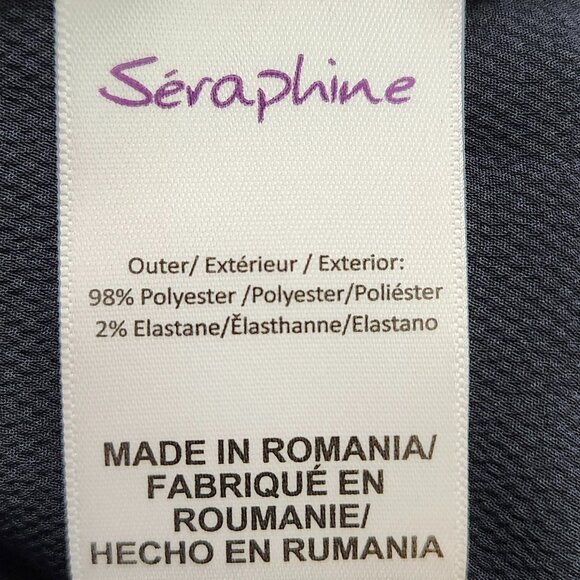 Séraphine
Outer/ Extérieur / Exterior:
98% Polyester /Polyester/Poliéster
2% Elastane/Ělasthanne/Elastano
MADE IN ROMANIA/
FABRIQUÉ EN
ROUMANIE/
HECHO EN RUMANIA